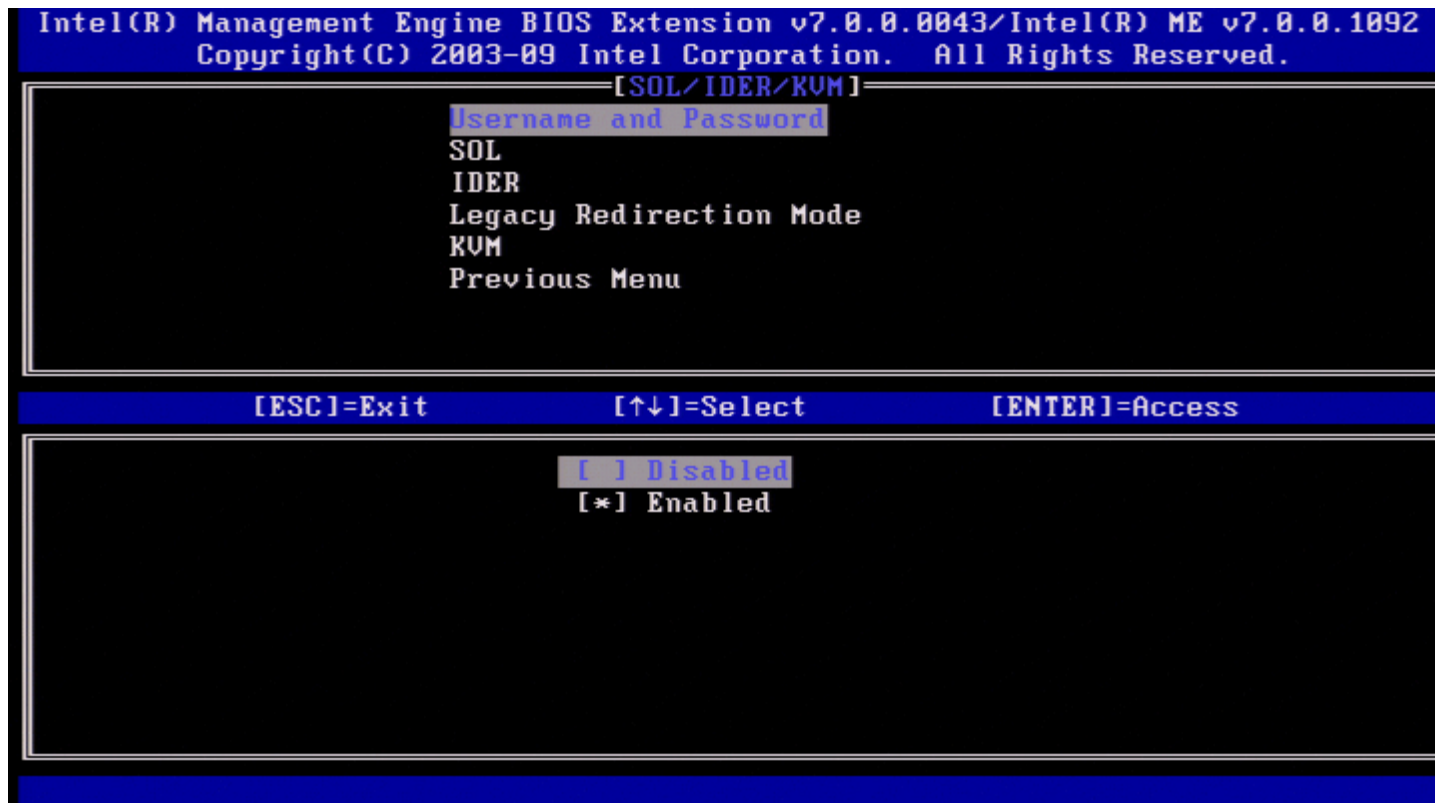 Intel(R) Management Engine BIOS Extension v7.0.0.0043/Intel(R) ME v7.0.0.1092
Copyright(C) 2003-09 Intel Corporation. All Rights Reserved.
[SOL/IDER/KVM]
Username and Password
SOL
IDER
Legacy Redirection Mode
KVM
Previous Menu
[ESC]=Exit [↑↓]=Select [ENTER]=Access
[ ] Disabled
[*] Enabled